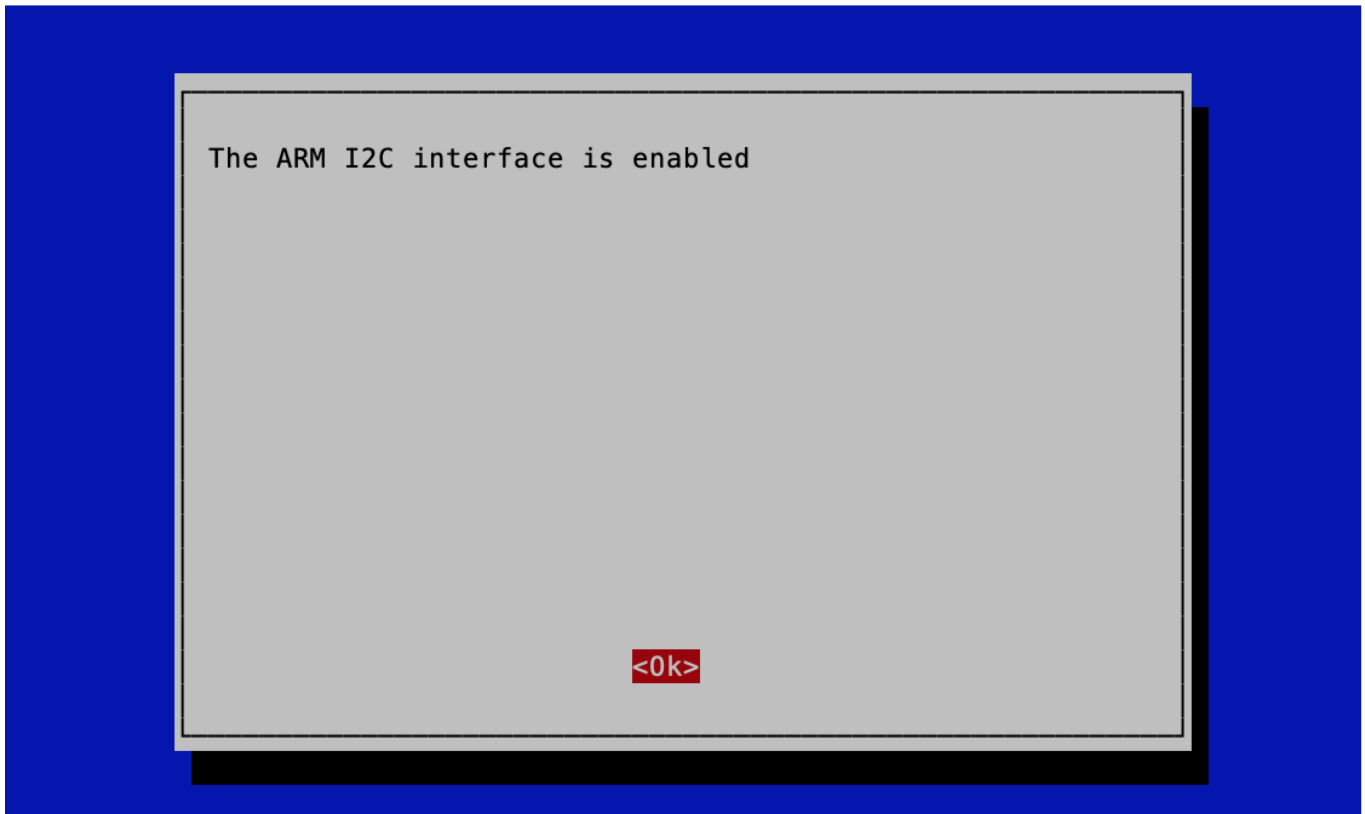 The ARM I2C interface is enabled
<Ok>